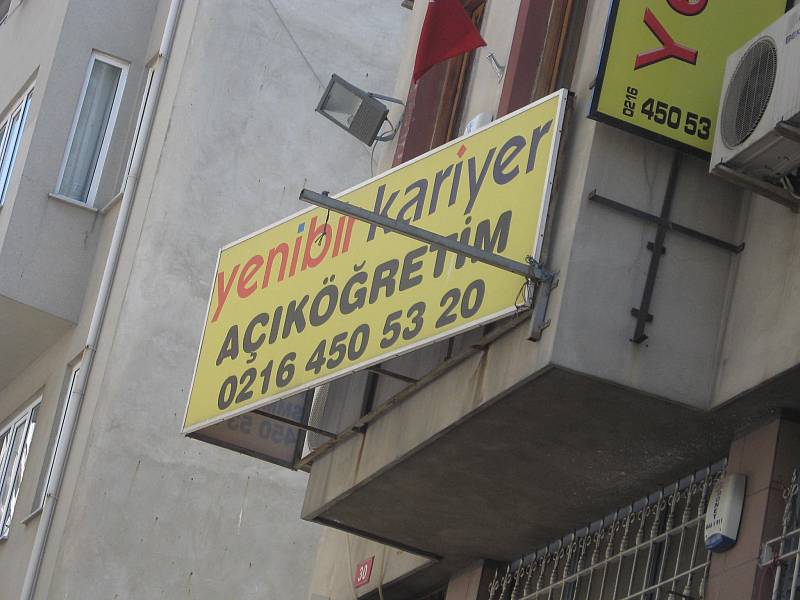 yenibir kariyer
AÇIKÖĞRETİM
0216 450 53 20
0216 450 53
30